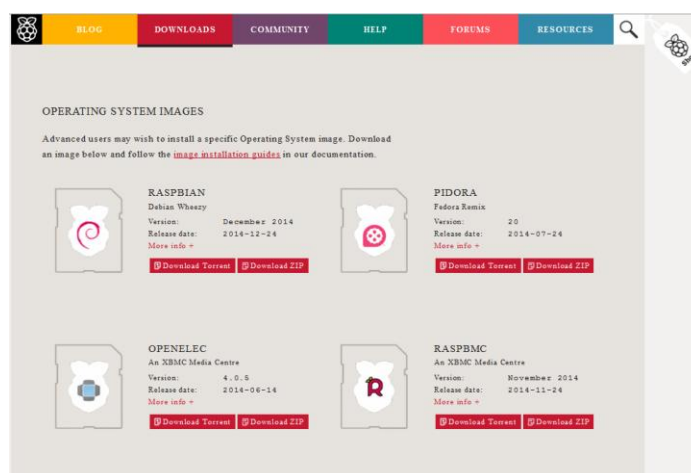 BLOG
DOWNLOADS
COMMUNITY
HELP
FORUMS
RESOURCES
OPERATING SYSTEM IMAGES
Advanced users may wish to install a specific Operating System image. Download
an image below and follow the image installation guides in our documentation.
RASPBIAN
Debian Wheezy
Version: December 2014
Release date: 2014-12-24
More info +
Download Torrent
Download ZIP
PIDORA
Fedora Remix
Version: 20
Release date: 2014-07-24
More info +
Download Torrent
Download ZIP
OPENELEC
An XBMC Media Centre
Version: 4.0.5
Release date: 2014-06-14
More info +
Download Torrent
Download ZIP
RASPBMC
An XBMC Media Centre
Version: November 2014
Release date: 2014-11-24
More info +
Download Torrent
Download ZIP